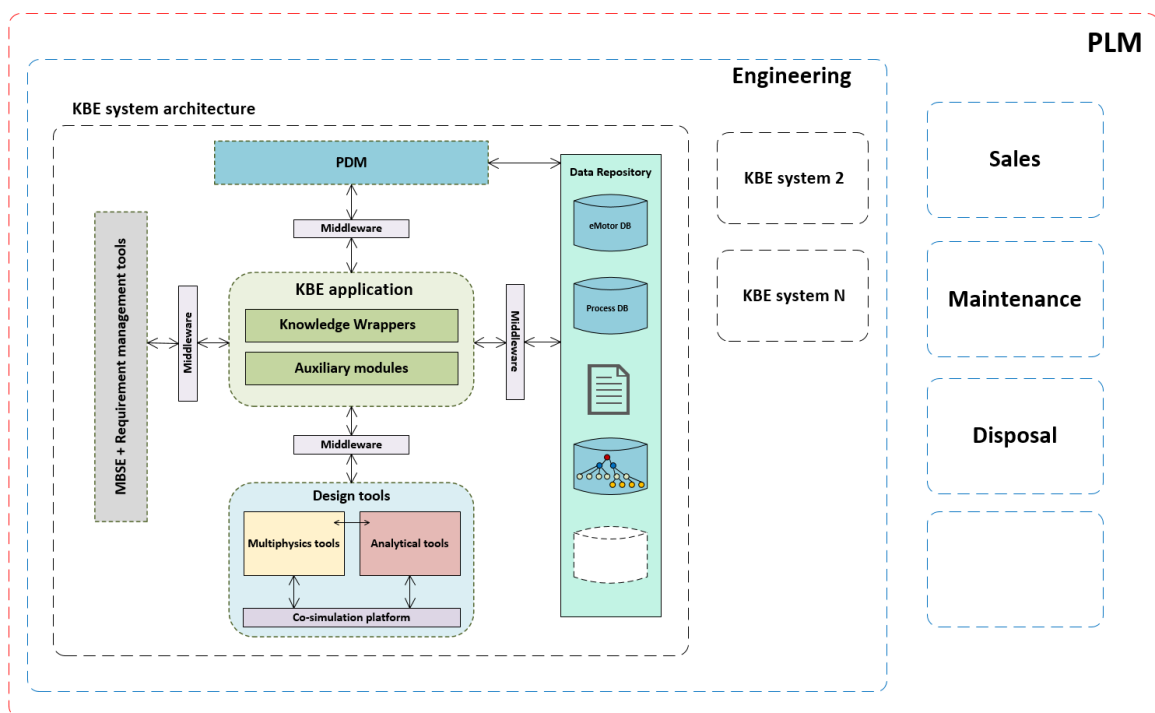 PLM
Engineering
KBE system architecture
PDM
Data Repository
Sales
KBE system 2
eMotor DB
Middleware
MBSE + Requirement management tools
KBE application
KBE system N
Maintenance
Process DB
Knowledge Wrappers
Middleware
Middleware
Auxiliary modules
Middleware
Disposal
Design tools
Multiphysics tools
Analytical tools
Co-simulation platform